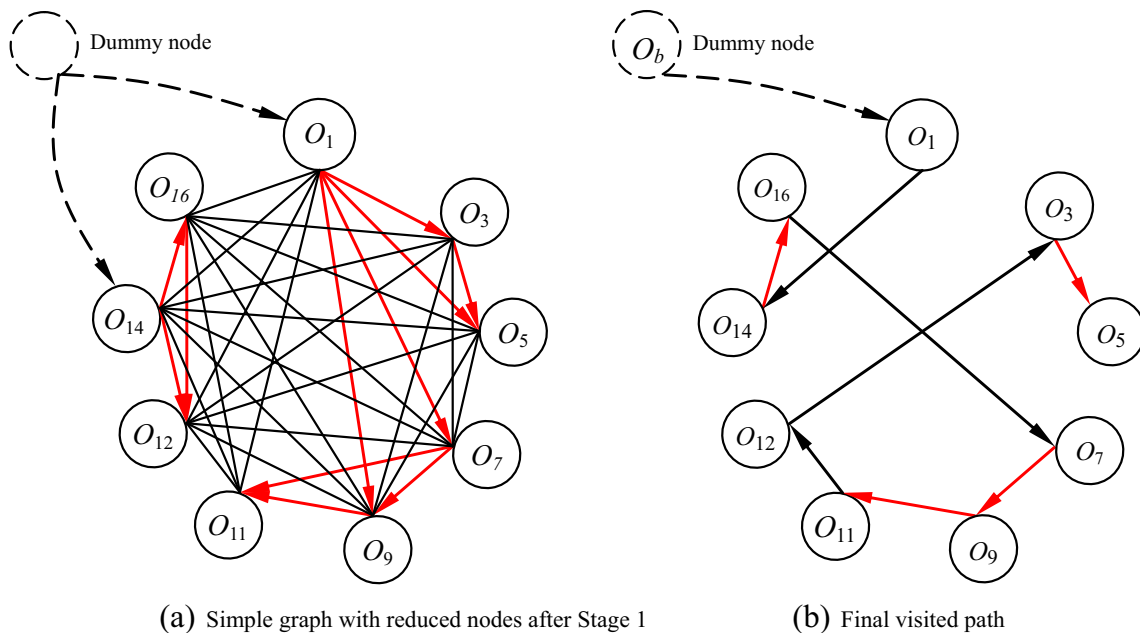 Dummy node
O1
O16
O3
O14
O5
O12
O7
O11
O9
(a) Simple graph with reduced nodes after Stage 1
Ob
Dummy node
O1
O16
O3
O14
O5
O12
O7
O11
O9
(b) Final visited path